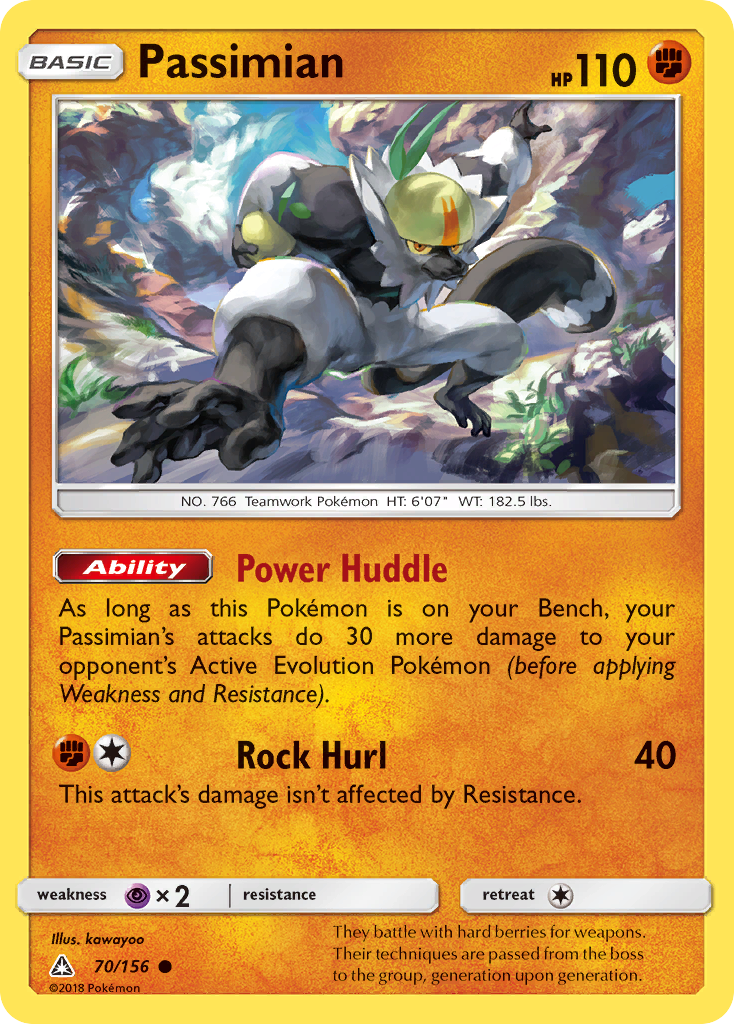 BASIC Passimian HP 110
NO. 766 Teamwork Pokémon HT: 6'07" WT: 182.5 lbs.
Ability Power Huddle
As long as this Pokémon is on your Bench, your
Passimian's attacks do 30 more damage to your
opponent's Active Evolution Pokémon (before applying
Weakness and Resistance).
Rock Hurl 40
This attack's damage isn't affected by Resistance.
weakness × 2 resistance retreat
Illus. kawayoo
70/156
©2018 Pokémon
They battle with hard berries for weapons.
Their techniques are passed from the boss
to the group, generation upon generation.